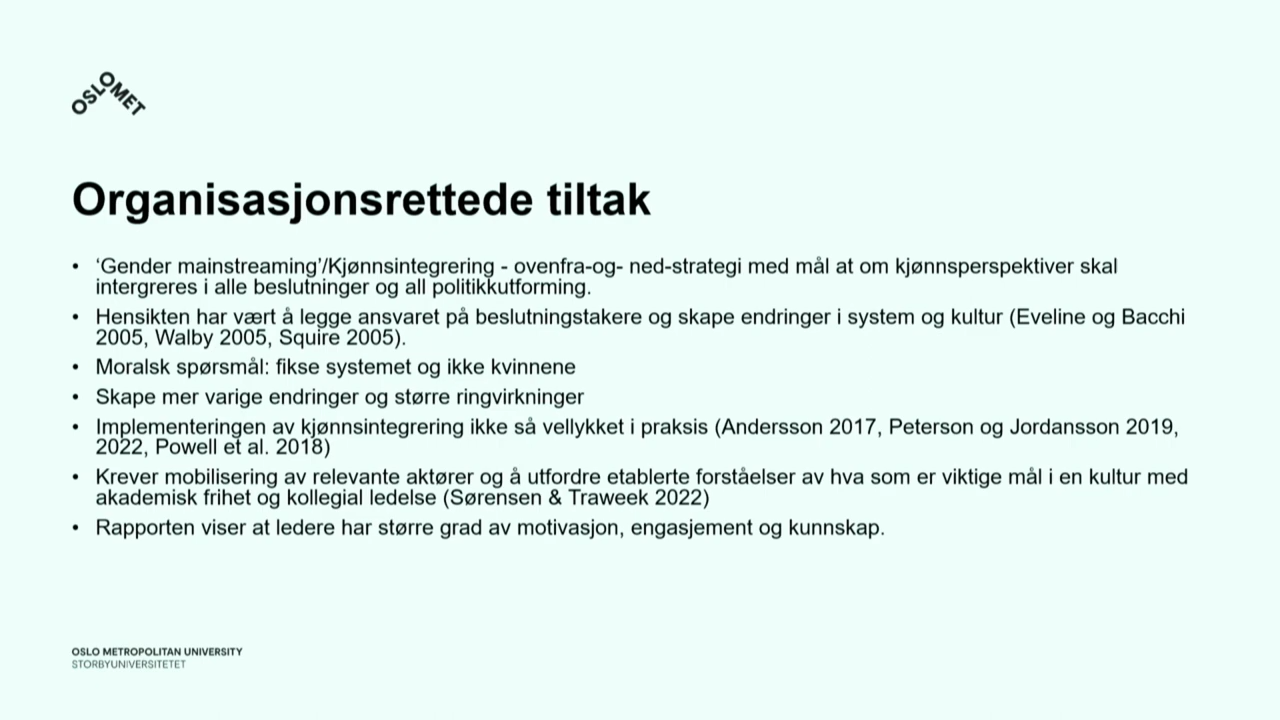 OSLOMET
Organisasjonsrettede tiltak
• ‘Gender mainstreaming’/Kjønnsintegrering - ovenfra-og- ned-strategi med mål at om kjønnsperspektiver skal
intergreres i alle beslutninger og all politikkutforming.
• Hensikten har vært å legge ansvaret på beslutningstakere og skape endringer i system og kultur (Eveline og Bacchi
2005, Walby 2005, Squire 2005).
• Moralsk spørsmål: fikse systemet og ikke kvinnene
• Skape mer varige endringer og større ringvirkninger
• Implementeringen av kjønnsintegrering ikke så vellykket i praksis (Andersson 2017, Peterson og Jordansson 2019,
2022, Powell et al. 2018)
• Krever mobilisering av relevante aktører og å utfordre etablerte forståelser av hva som er viktige mål i en kultur med
akademisk frihet og kollegial ledelse (Sørensen & Traweek 2022)
• Rapporten viser at ledere har større grad av motivasjon, engasjement og kunnskap.
OSLO METROPOLITAN UNIVERSITY
STORBYUNIVERSITETET